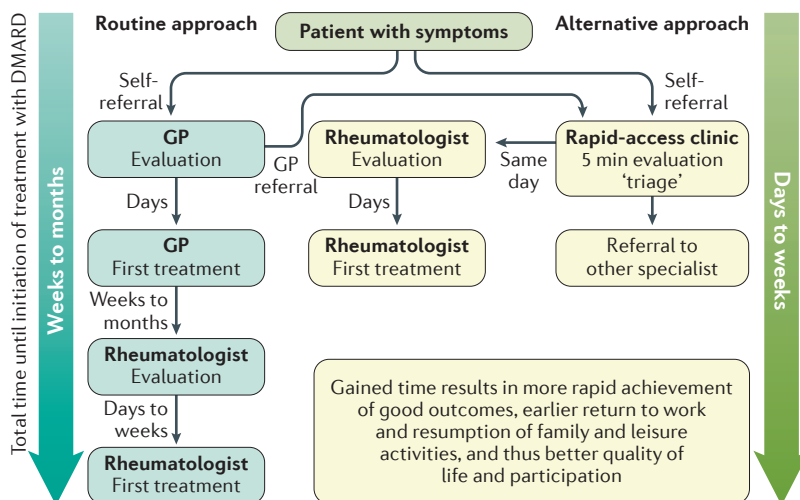 Routine approach
Patient with symptoms
Alternative approach
Total time until initiation of treatment with DMARD
Weeks to months
Self-
referral
Self-
referral
GP
Evaluation
GP
referral
Rheumatologist
Evaluation
Same
day
Rapid-access clinic
5 min evaluation
‘triage’
Days to weeks
Days
Days
GP
First treatment
Rheumatologist
First treatment
Referral to
other specialist
Weeks to
months
Rheumatologist
Evaluation
Days to
weeks
Rheumatologist
First treatment
Gained time results in more rapid achievement
of good outcomes, earlier return to work
and resumption of family and leisure
activities, and thus better quality of
life and participation